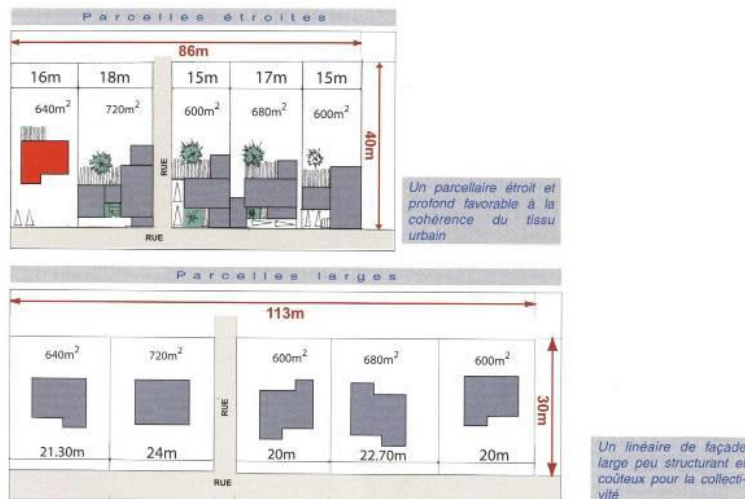 Parcelles étroites
86m
16m 18m 15m 17m 15m
640m² 720m² 600m² 680m² 600m²
40m
RUE
RUE
Un parcellaire étroit et
profond favorable à la
cohérence du tissu
urbain
Parcelles larges
113m
640m² 720m² 600m² 680m² 600m²
30m
RUE
21.30m 24m 20m 22.70m 20m
RUE
Un linéaire de façade
large peu structurant et
coûteux pour la collecti-
vité